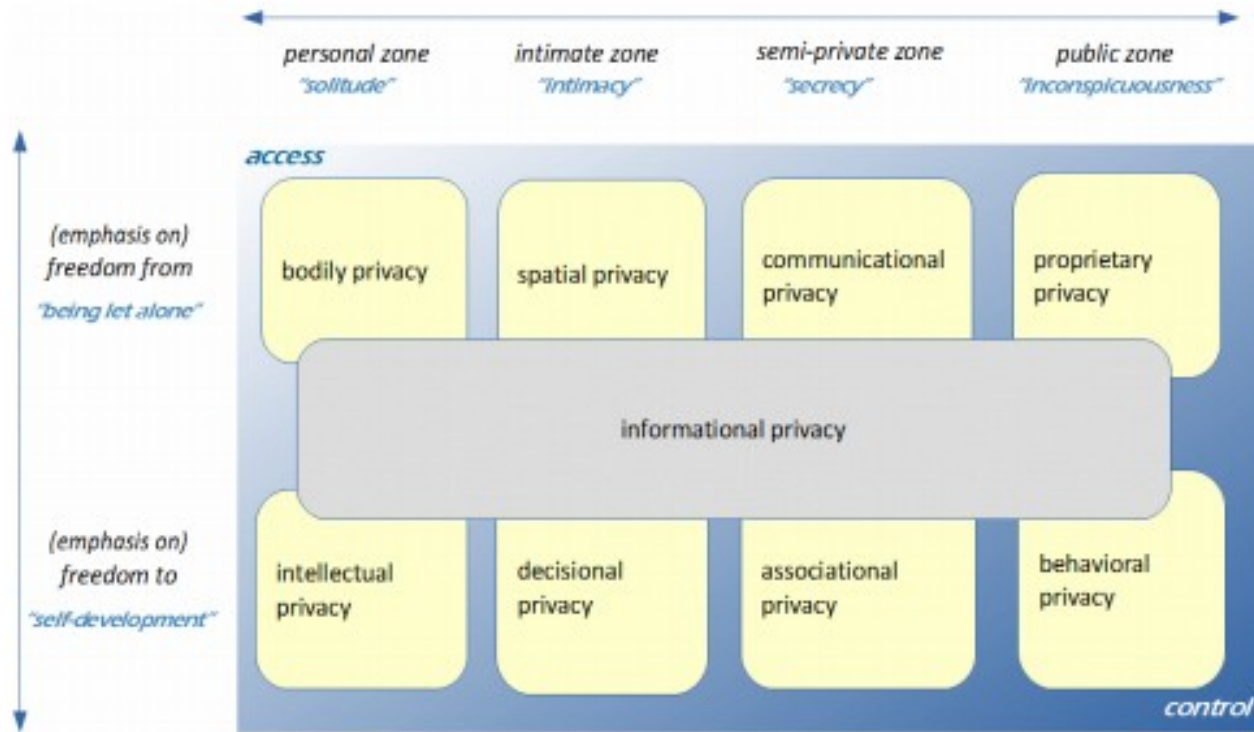 personal zone
"solitude"
intimate zone
"intimacy"
semi-private zone
"secrecy"
public zone
"inconspicuousness"
access
(emphasis on)
freedom from
"being let alone"
bodily privacy
spatial privacy
communicational
privacy
proprietary
privacy
informational privacy
(emphasis on)
freedom to
"self-development"
intellectual
privacy
decisional
privacy
associational
privacy
behavioral
privacy
control